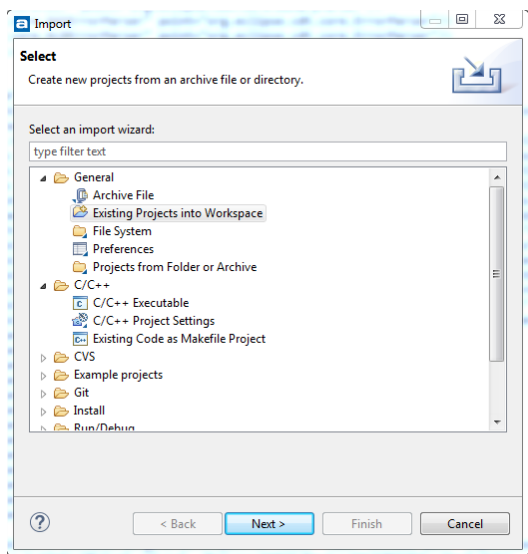 a Import
Select
Create new projects from an archive file or directory.
Select an import wizard:
type filter text
General
Archive File
Existing Projects into Workspace
File System
Preferences
Projects from Folder or Archive
C/C++
C/C++ Executable
C/C++ Project Settings
Existing Code as Makefile Project
CVS
Example projects
Git
Install
Run/Debug
? < Back Next > Finish Cancel